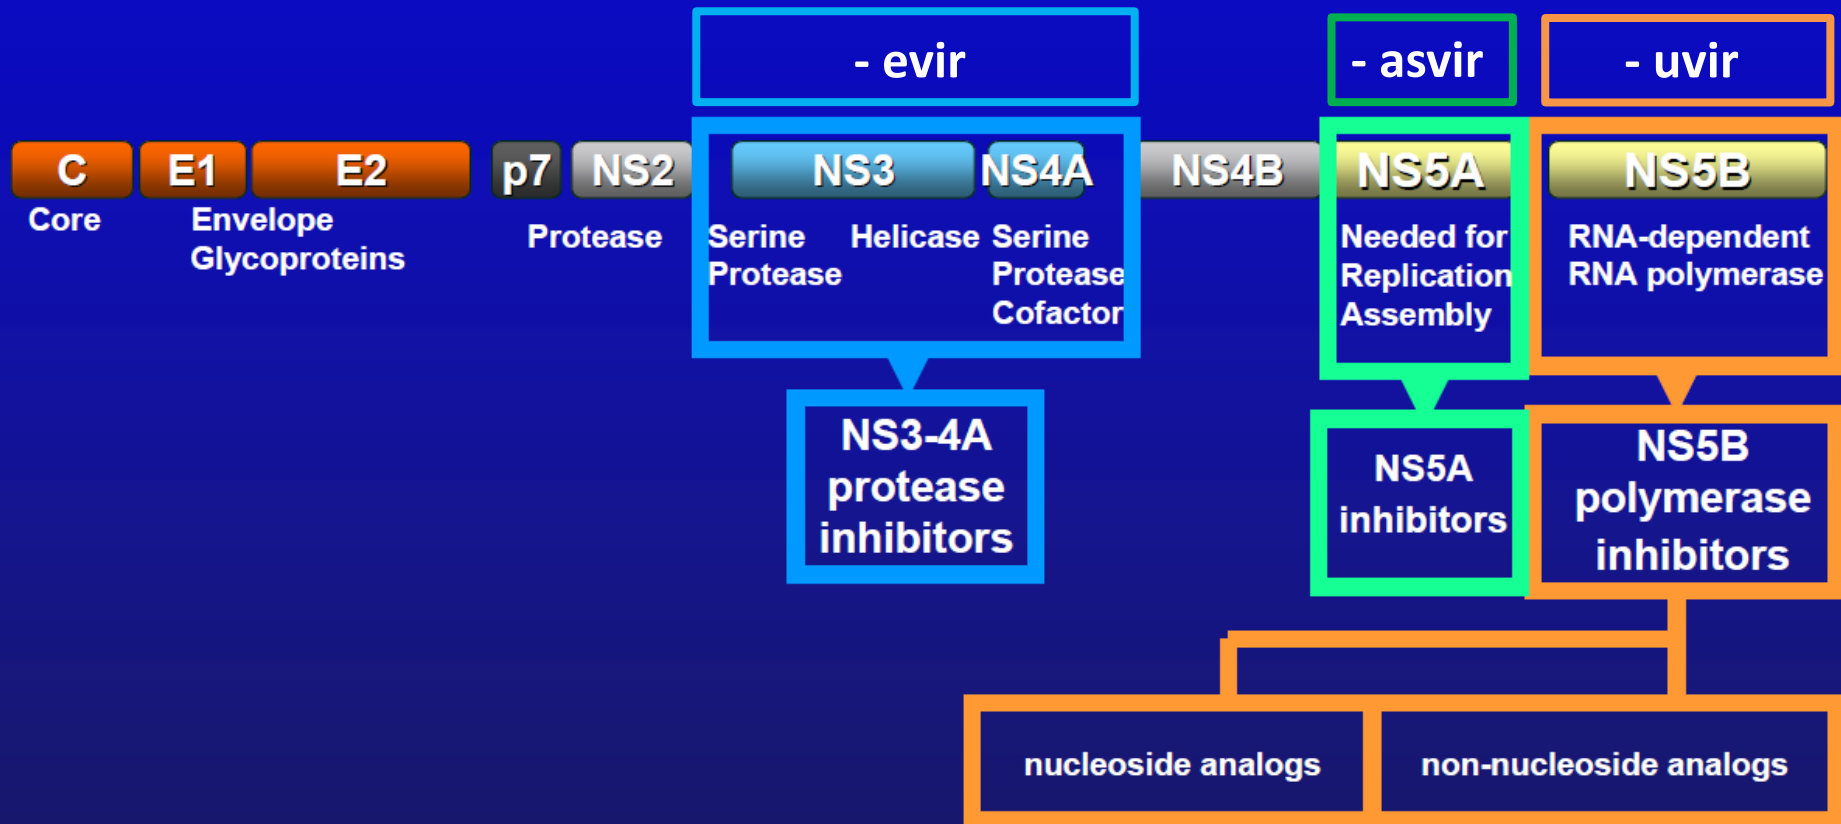 - evir
- asvir
- uvir
C
E1
E2
p7
NS2
NS3
NS4A
NS4B
NS5A
NS5B
Core
Envelope
Glycoproteins
Protease
Serine
Protease
Helicase
Serine
Protease
Cofactor
Needed for
Replication
Assembly
RNA-dependent
RNA polymerase
NS3-4A
protease
inhibitors
NS5A
inhibitors
NS5B
polymerase
inhibitors
nucleoside analogs
non-nucleoside analogs